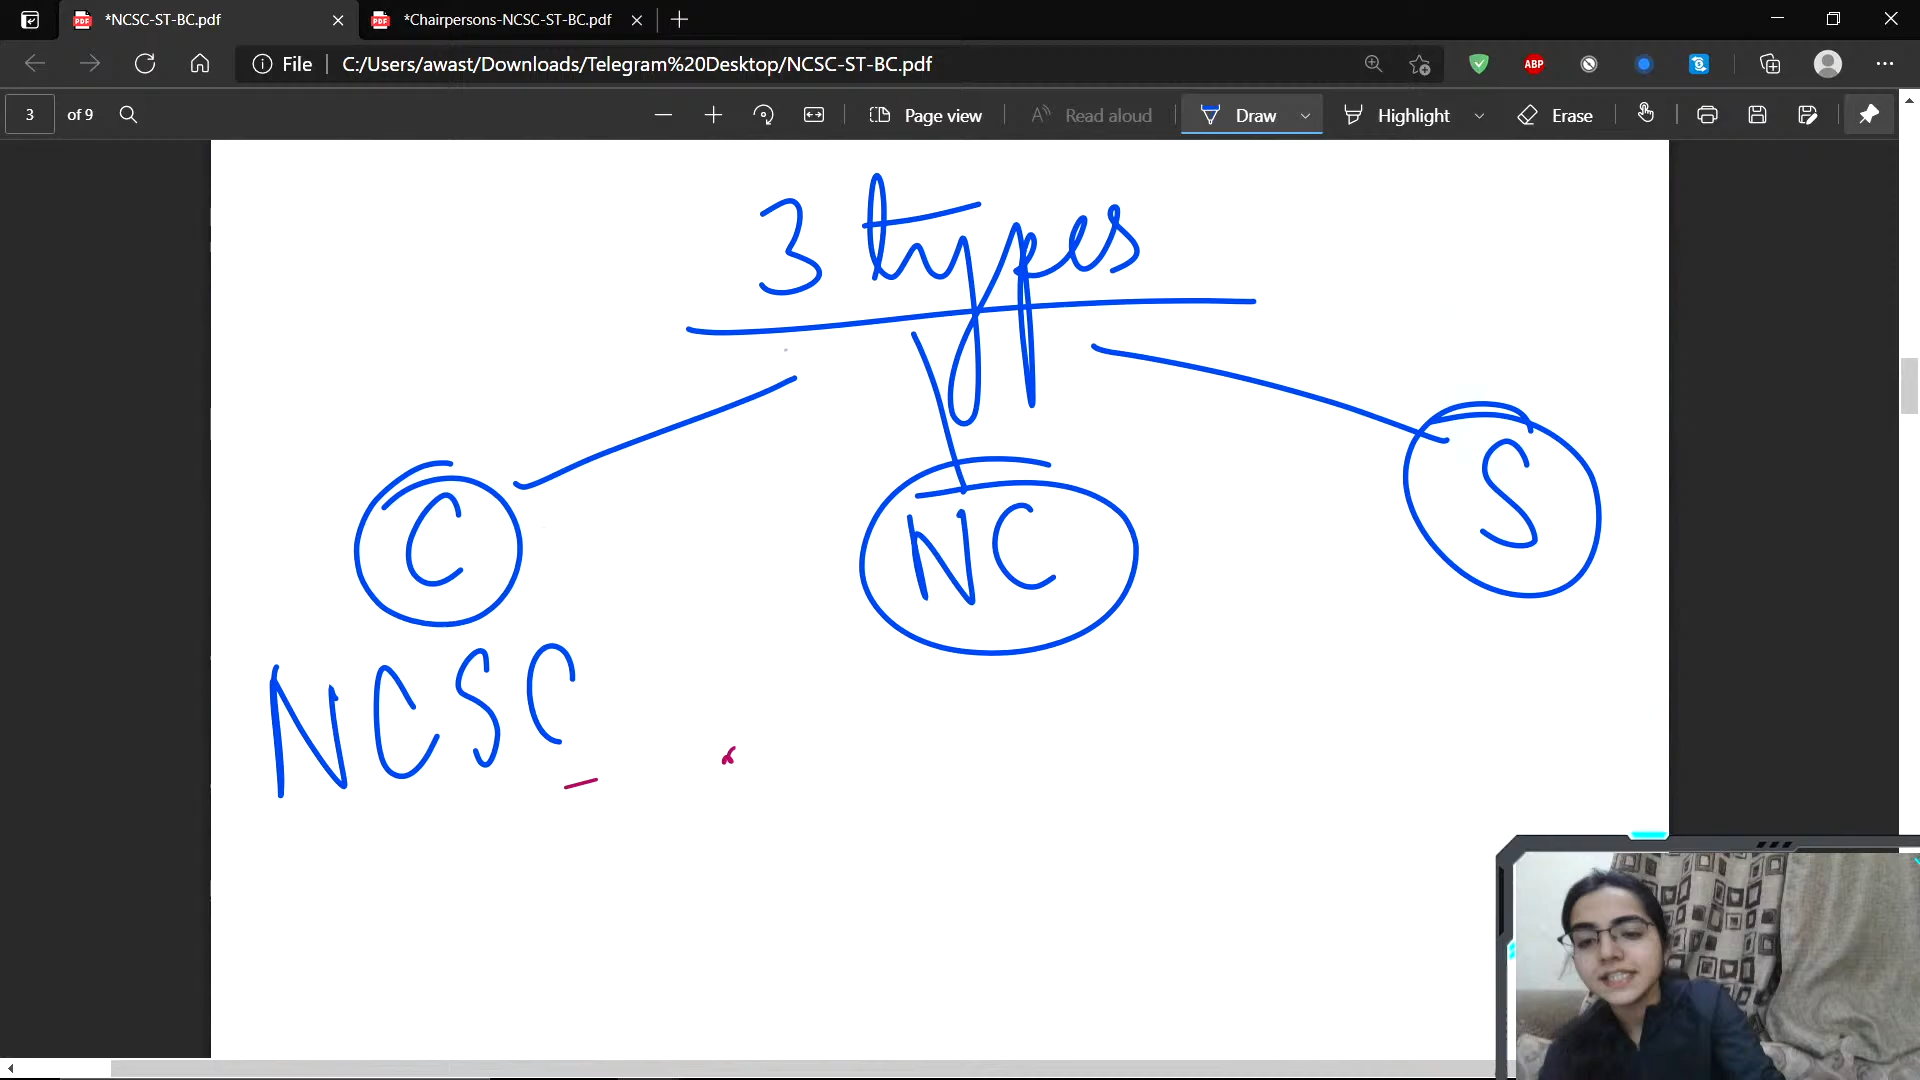 *NCSC-ST-BC.pdf
*Chairpersons-NCSC-ST-BC.pdf
File
C:/Users/awast/Downloads/Telegram%20Desktop/NCSC-ST-BC.pdf
ABP
3 of 9
Page view
Read aloud
Draw
Highlight
Erase
3 types
C
NC
S
NCSC